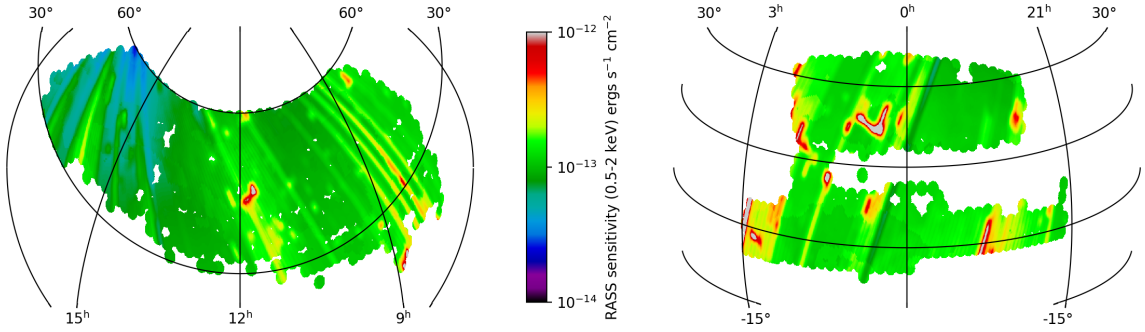 30° 60° 60° 30°
15ʰ 12ʰ 9ʰ
10⁻¹²
10⁻¹³
10⁻¹⁴
RASS sensitivity (0.5-2 keV) ergs s⁻¹ cm⁻²
30° 3ʰ 0ʰ 21ʰ 30°
-15° -15°